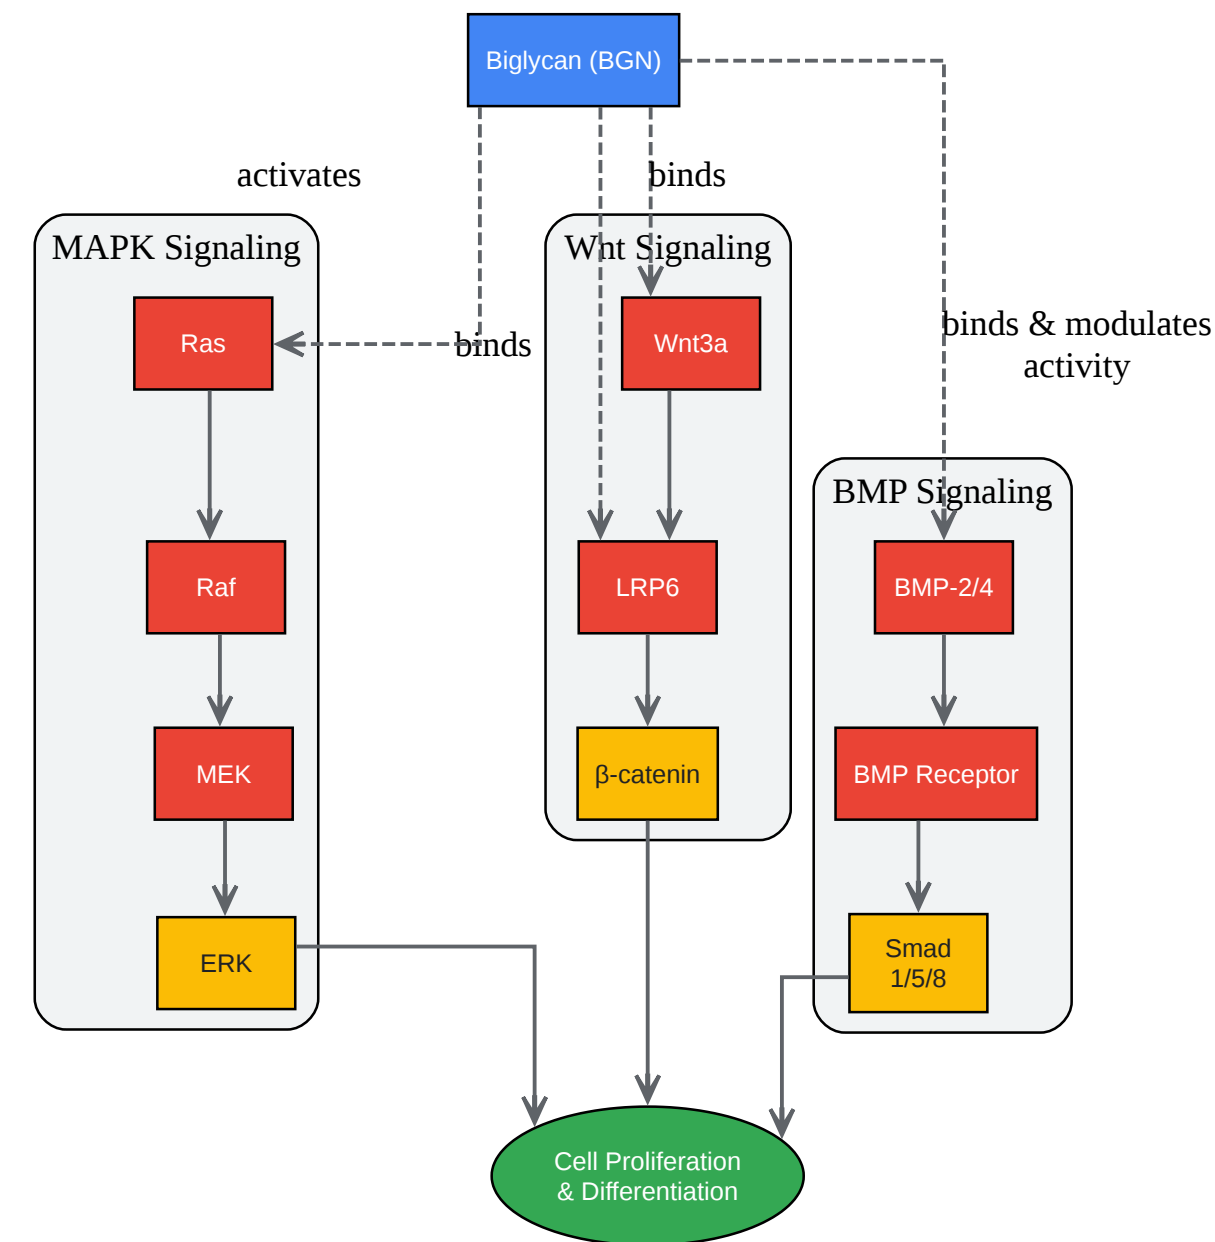 Biglycan (BGN)
activates
binds
MAPK Signaling
Wnt Signaling
Ras
binds
Wnt3a
binds & modulates
activity
BMP Signaling
Raf
LRP6
BMP-2/4
MEK
β-catenin
BMP Receptor
ERK
Smad
1/5/8
Cell Proliferation
& Differentiation